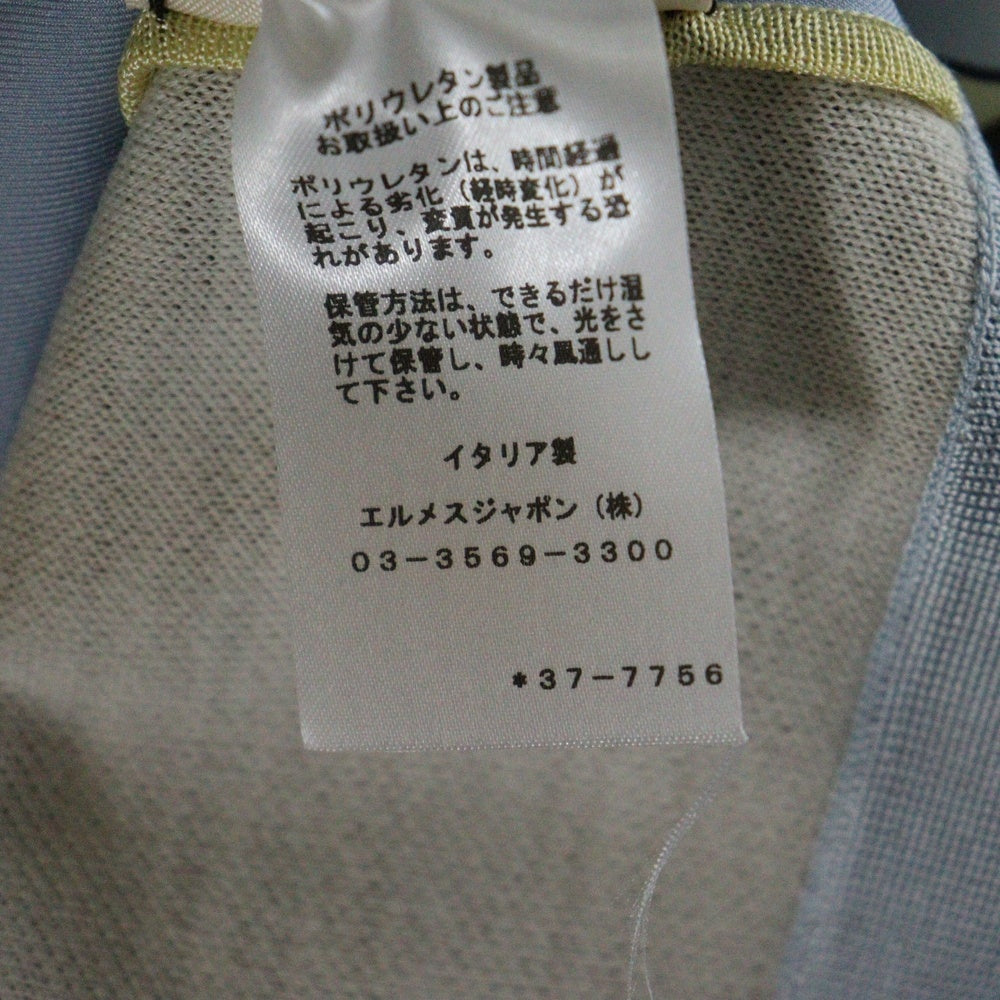 ポリウレタン製品
お取扱い上のご注意
ポリウレタンは、時間経過
による劣化（経時変化）が
起こり、変質が発生する恐
れがあります。
保管方法は、できるだけ湿
気の少ない状態で、光をさ
けて保管し、時々風通しし
て下さい。
イタリア製
エルメスジャポン（株）
03-3569-3300
*37-7756